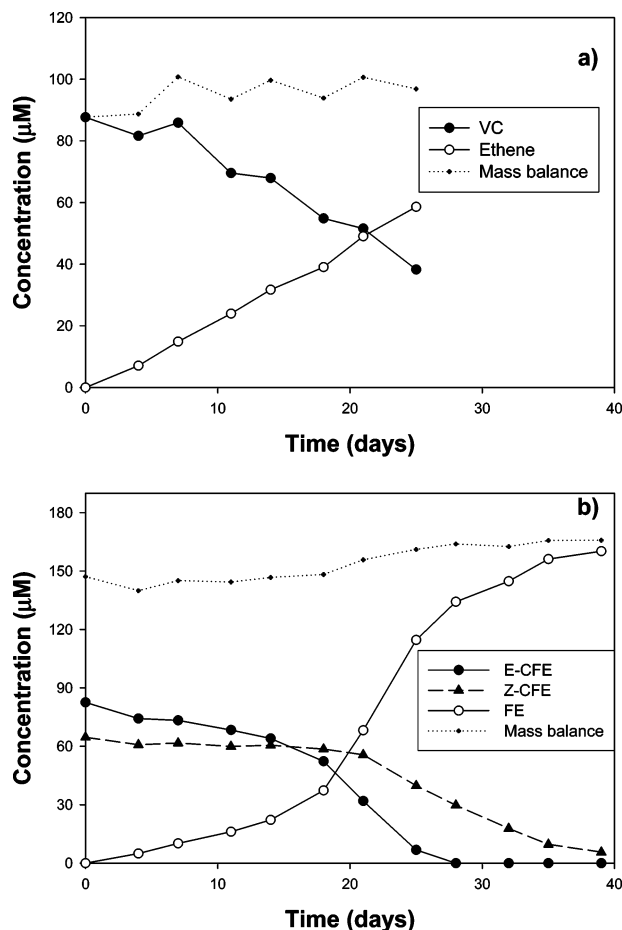 120
100
80
60
40
20
0
Concentration (μM)
a)
VC
Ethene
Mass balance
0
10
20
30
40
Time (days)
180
150
120
90
60
30
0
Concentration (μM)
b)
E-CFE
Z-CFE
FE
Mass balance
0
10
20
30
40
Time (days)